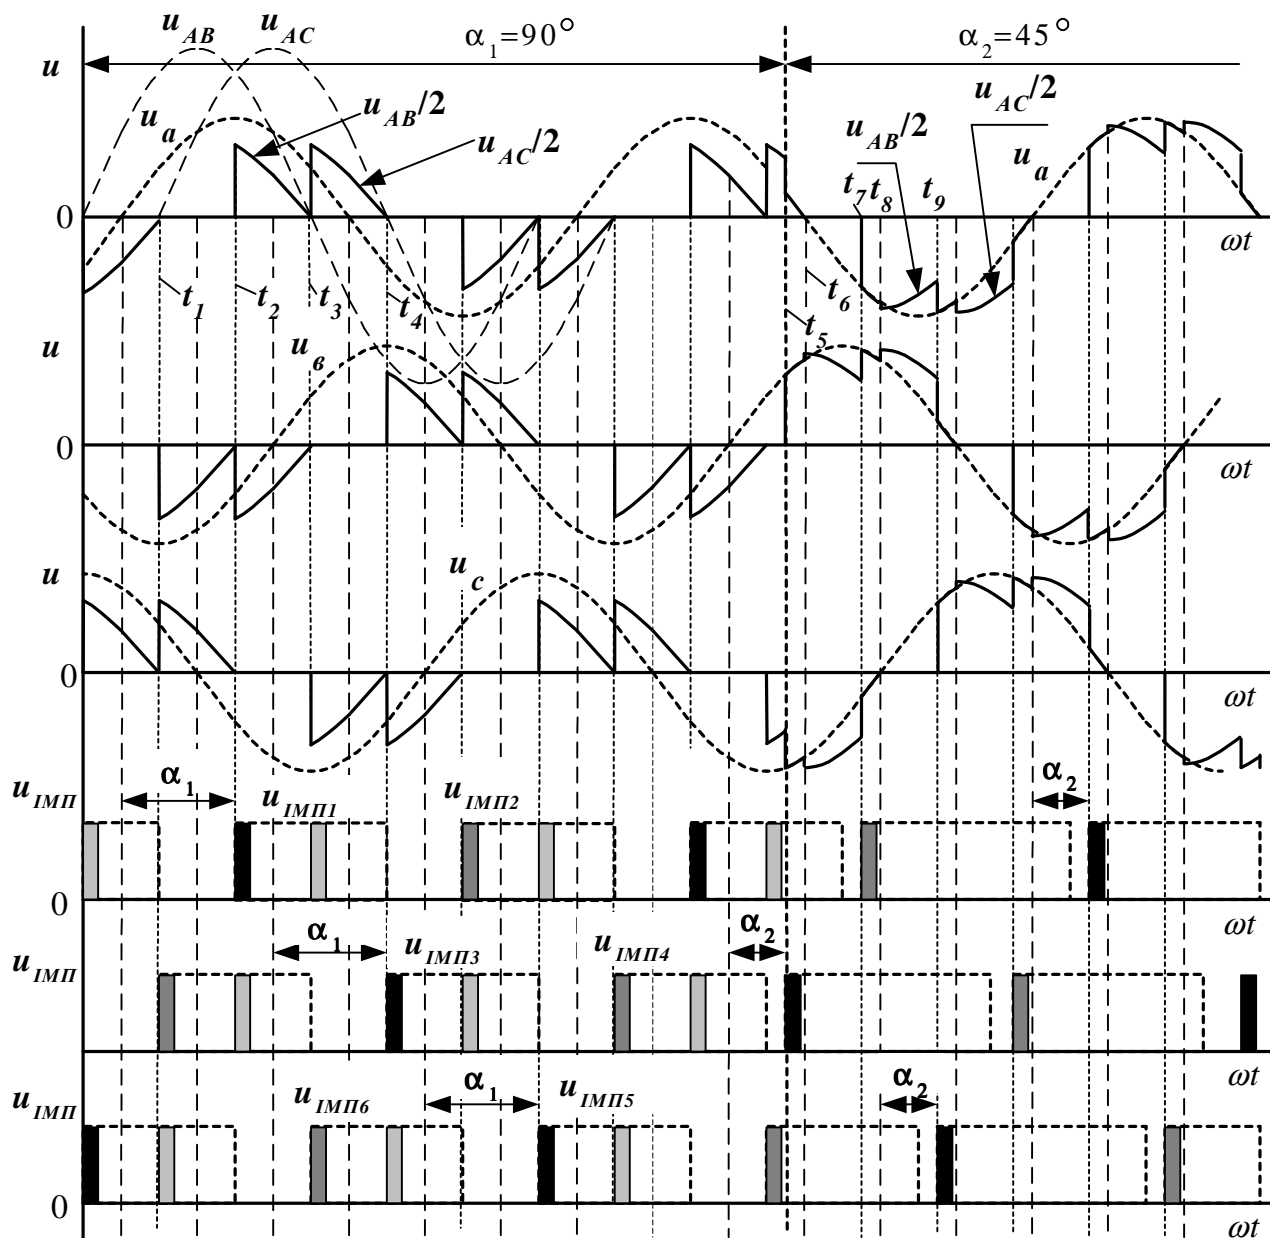 u_AB u_AC α_1=90° α_2=45°
u
u_a u_AB/2 u_AC/2 u_AB/2 u_AC/2 u_a
t_7 t_8 t_9
0 ωt
t_1 t_2 t_3 t_4 t_6 t_5
u u_в
0 ωt
u u_c
0 ωt
u_ІМП α_1 u_ІМП1 u_ІМП2 α_2
0 ωt
u_ІМП α_1 u_ІМП3 u_ІМП4 α_2
ωt
u_ІМП u_ІМП6 α_1 u_ІМП5 α_2
0 ωt